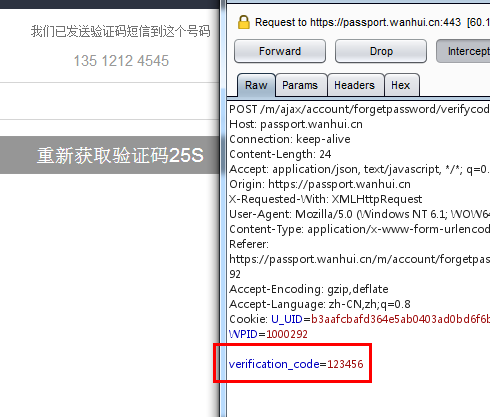 我们已发送验证码短信到这个号码
135 1212 4545
重新获取验证码25S
Request to https://passport.wanhui.cn:443 [60.1
Forward
Drop
Intercept
Raw
Params
Headers
Hex
POST /m/ajax/account/forgetpassword/verifycod
Host: passport.wanhui.cn
Connection: keep-alive
Content-Length: 24
Accept: application/json, text/javascript, */*; q=0.
Origin: https://passport.wanhui.cn
X-Requested-With: XMLHttpRequest
User-Agent: Mozilla/5.0 (Windows NT 6.1; WOW64
Content-Type: application/x-www-form-urlencod
Referer:
https://passport.wanhui.cn/m/account/forgetpas
92
Accept-Encoding: gzip,deflate
Accept-Language: zh-CN,zh;q=0.8
Cookie: U_UID=b3aafcbafd364e5ab0403ad0bd6f6b
WPID=1000292
verification_code=123456